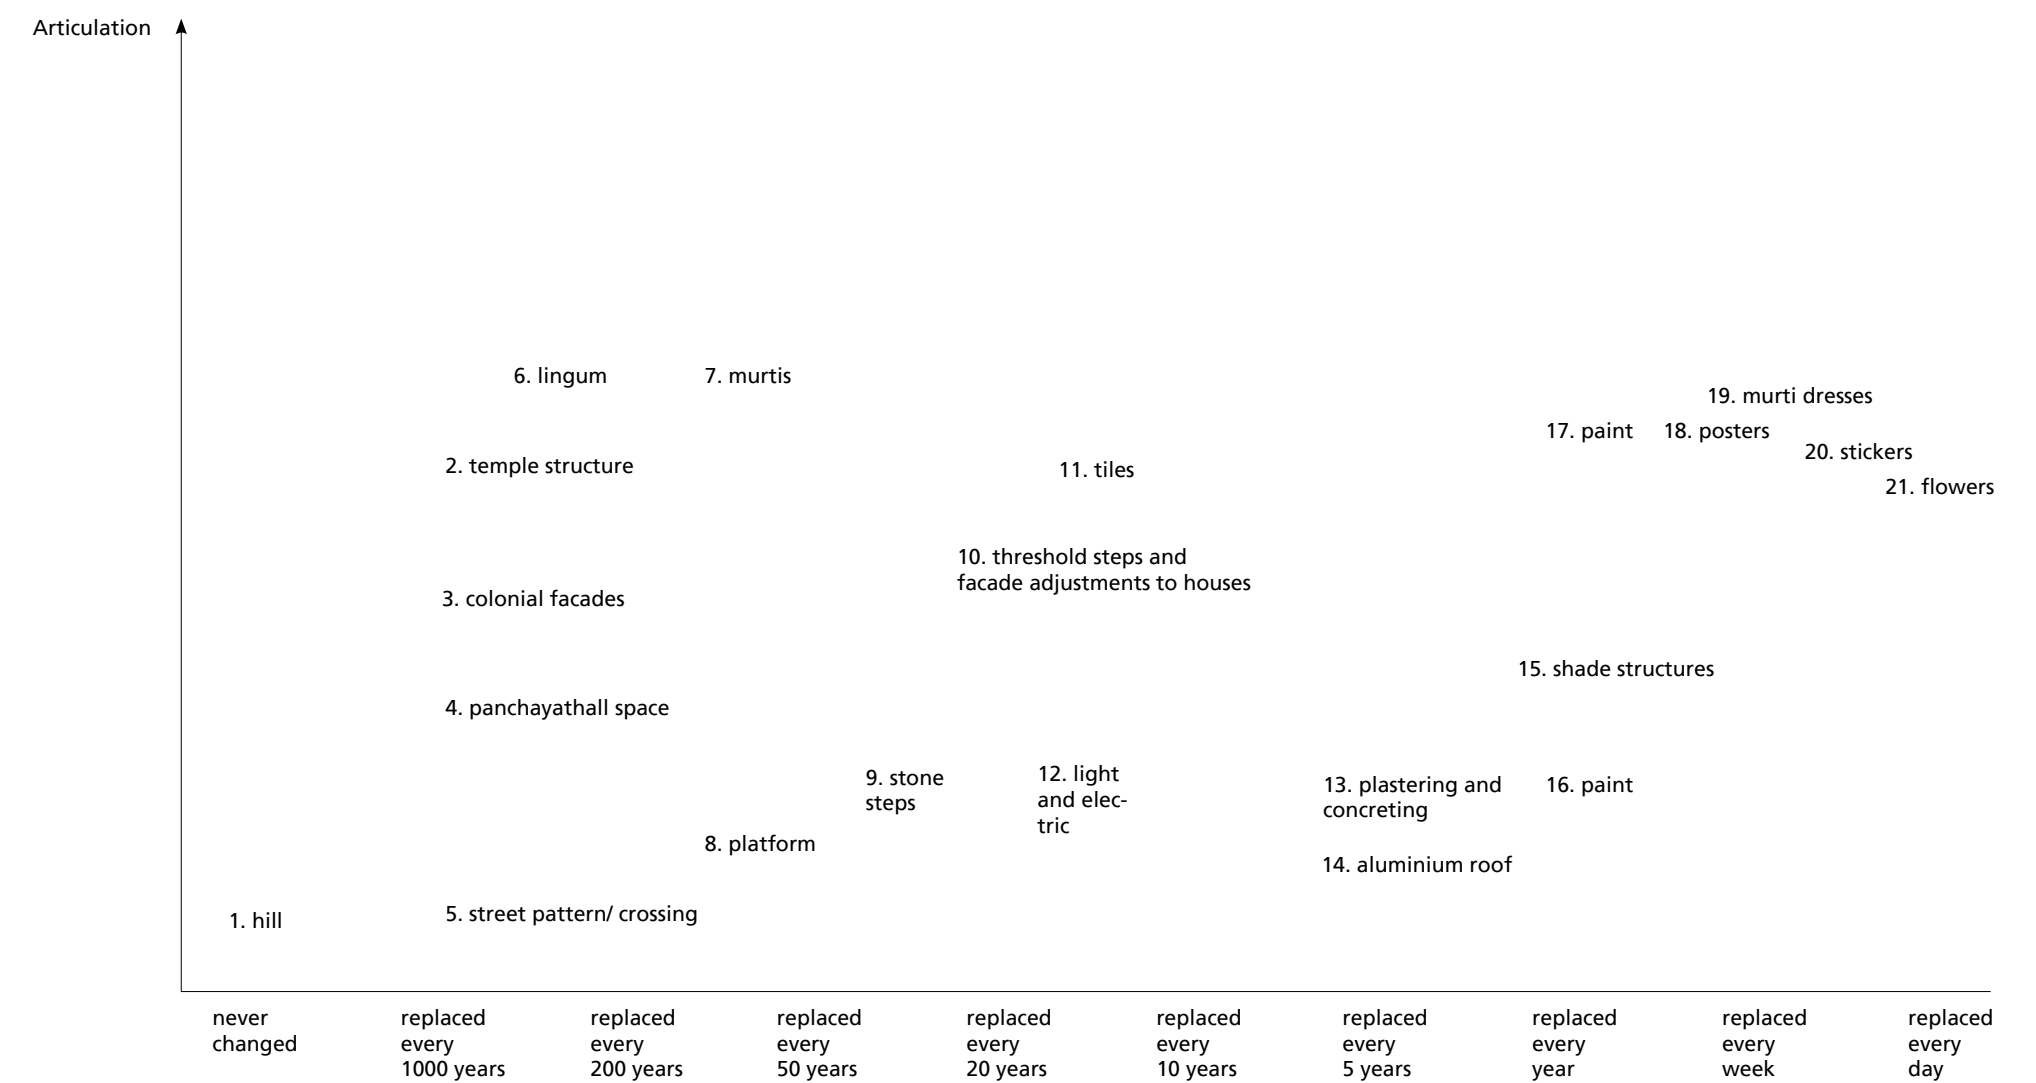 Articulation
6. lingum
7. murtis
19. murti dresses
17. paint
18. posters
20. stickers
2. temple structure
11. tiles
21. flowers
10. threshold steps and
facade adjustments to houses
3. colonial facades
15. shade structures
4. panchayathall space
9. stone
steps
12. light
and elec-
tric
13. plastering and
concreting
16. paint
8. platform
14. aluminium roof
1. hill
5. street pattern/ crossing
never
changed
replaced
every
1000 years
replaced
every
200 years
replaced
every
50 years
replaced
every
20 years
replaced
every
10 years
replaced
every
5 years
replaced
every
year
replaced
every
week
replaced
every
day